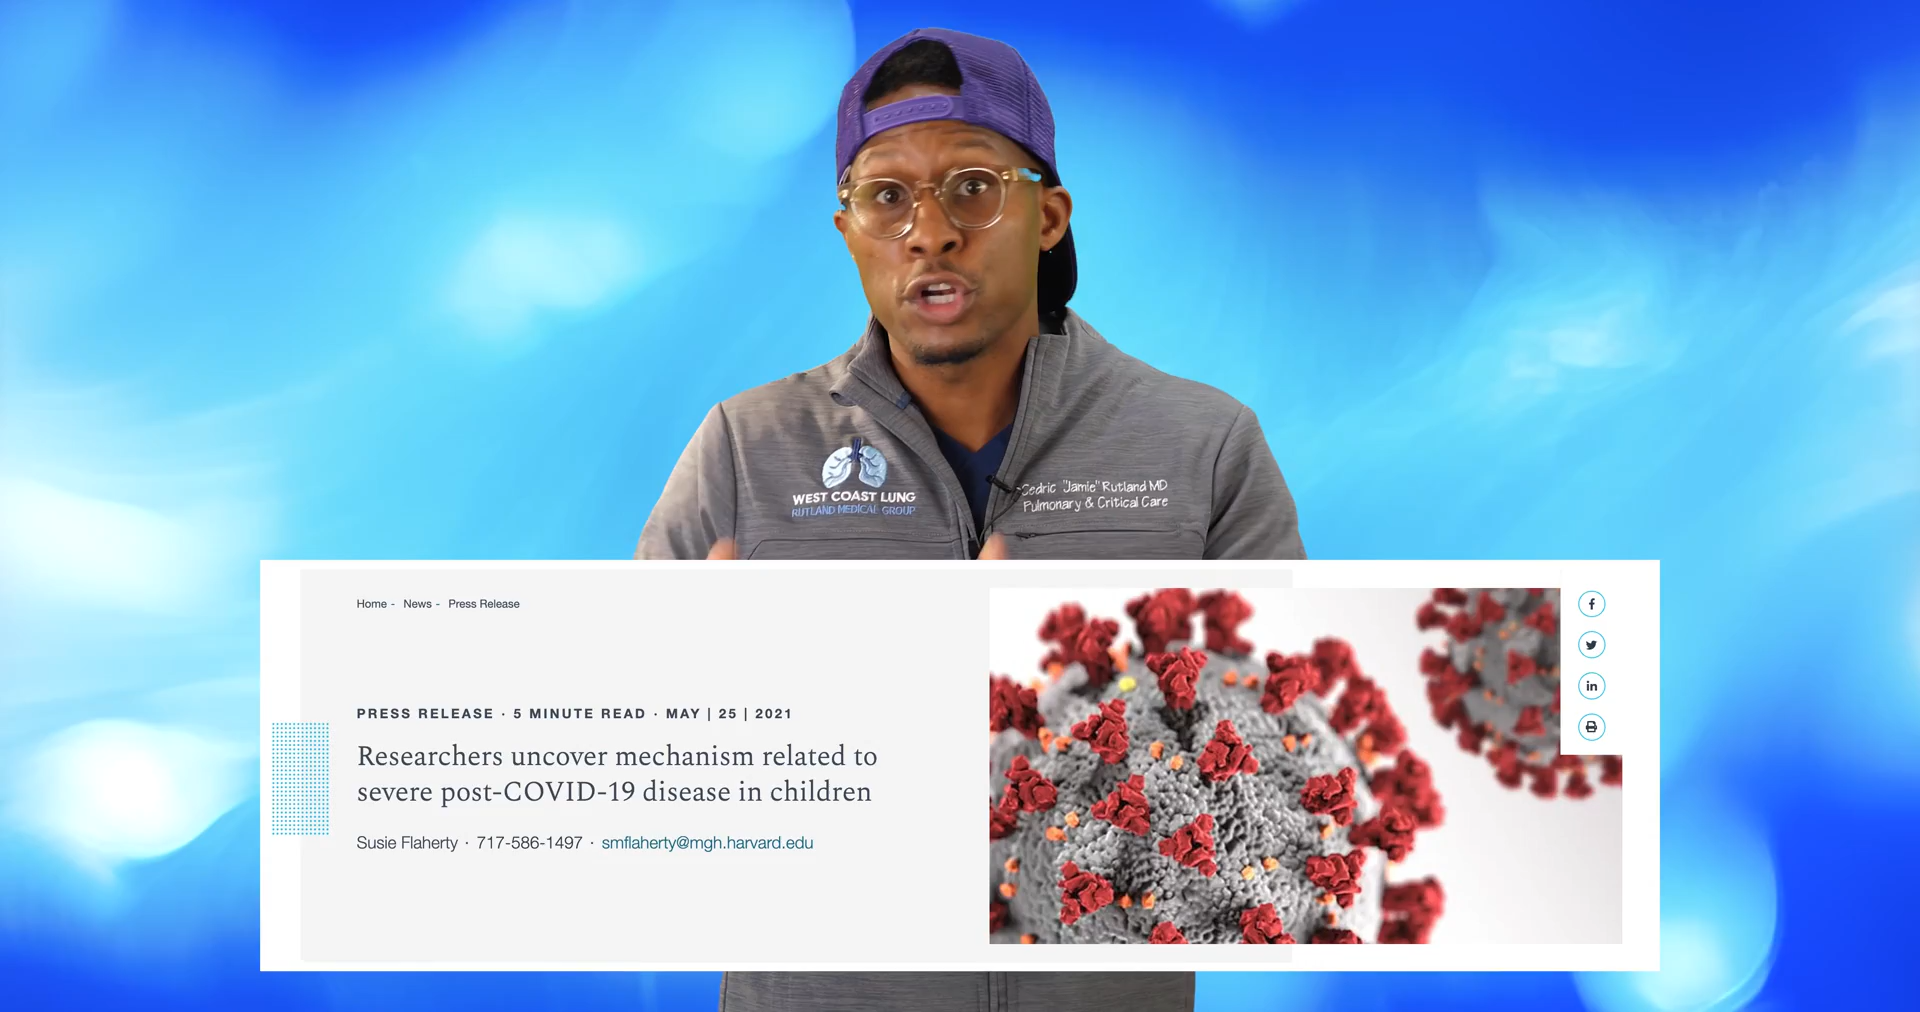 WEST COAST LUNG
RUTLAND MEDICAL GROUP
Cedric "Jamie" Rutland MD
Pulmonary & Critical Care
Home - News - Press Release
PRESS RELEASE · 5 MINUTE READ · MAY | 25 | 2021
Researchers uncover mechanism related to
severe post-COVID-19 disease in children
Susie Flaherty · 717-586-1497 · smflaherty@mgh.harvard.edu
f
in